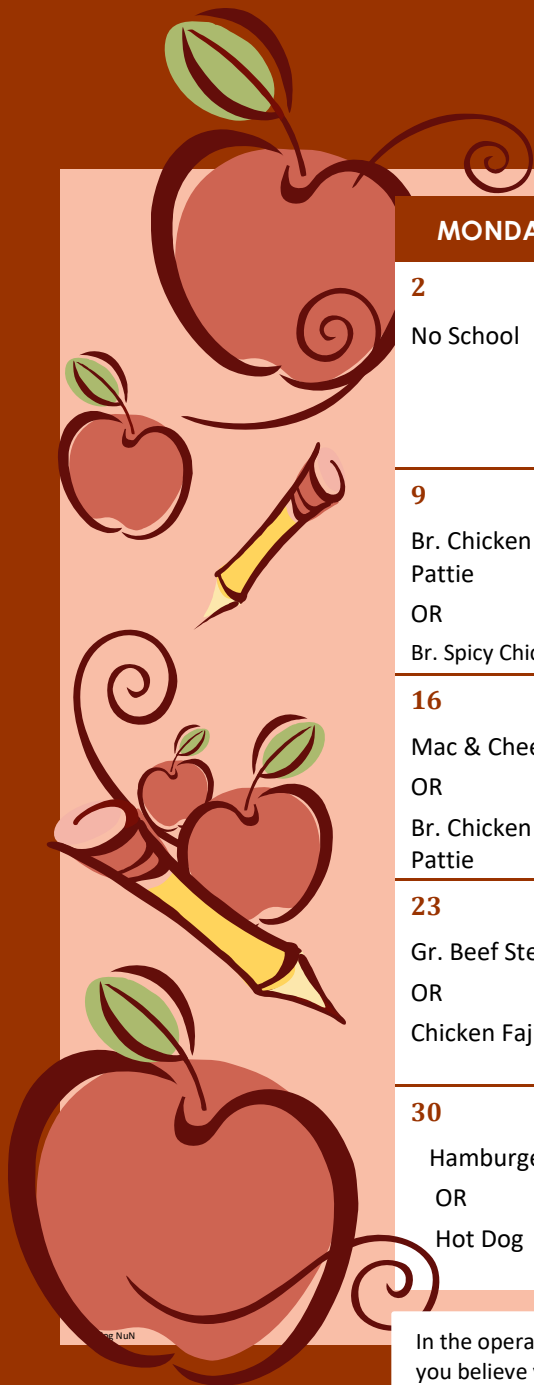 MONDA
2
No School
9
Br. Chicken
Pattie
OR
Br. Spicy Chic
16
Mac & Chee
OR
Br. Chicken
Pattie
23
Gr. Beef Ste
OR
Chicken Faj
30
Hamburge
OR
Hot Dog
NuN
In the opera
you believe